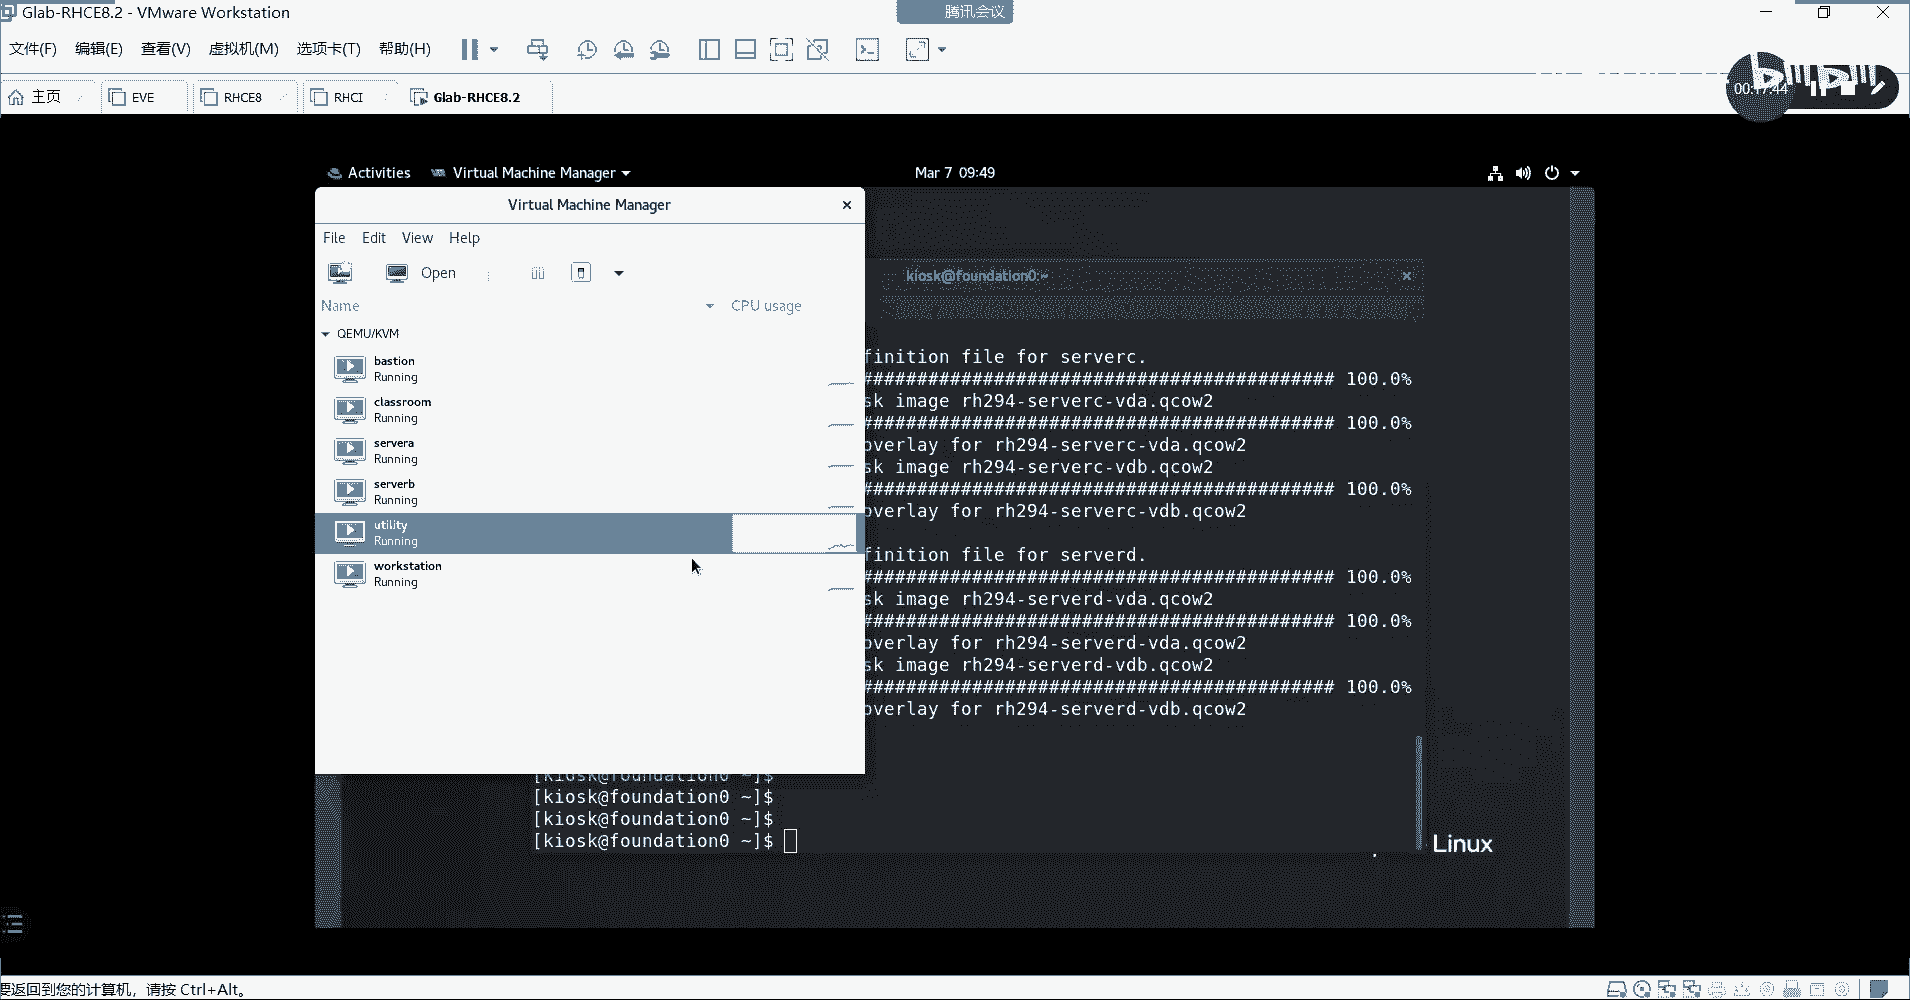 Glab-RHCE8.2 - VMware Workstation
腾讯会议
文件(F) 编辑(E) 查看(V) 虚拟机(M) 选项卡(T) 帮助(H)
主页 EVE RHCE8 RHCI Glab-RHCE8.2
00:17:44
Activities Virtual Machine Manager Mar 7 09:49
Virtual Machine Manager
File Edit View Help
Open
Name CPU usage
QEMU/KVM
bastion
Running
classroom
Running
servera
Running
serverb
Running
utility
Running
workstation
Running
kiosk@foundation0:~
finition file for serverc.
########################################### 100.0%
sk image rh294-serverc-vda.qcow2
########################################### 100.0%
overlay for rh294-serverc-vda.qcow2
sk image rh294-serverc-vdb.qcow2
########################################### 100.0%
overlay for rh294-serverc-vdb.qcow2
finition file for serverd.
########################################### 100.0%
sk image rh294-serverd-vda.qcow2
########################################### 100.0%
overlay for rh294-serverd-vda.qcow2
sk image rh294-serverd-vdb.qcow2
########################################### 100.0%
overlay for rh294-serverd-vdb.qcow2
[kiosk@foundation0 ~]$
[kiosk@foundation0 ~]$
[kiosk@foundation0 ~]$
[kiosk@foundation0 ~]$
Linux
要返回到您的计算机，请按 Ctrl+Alt。